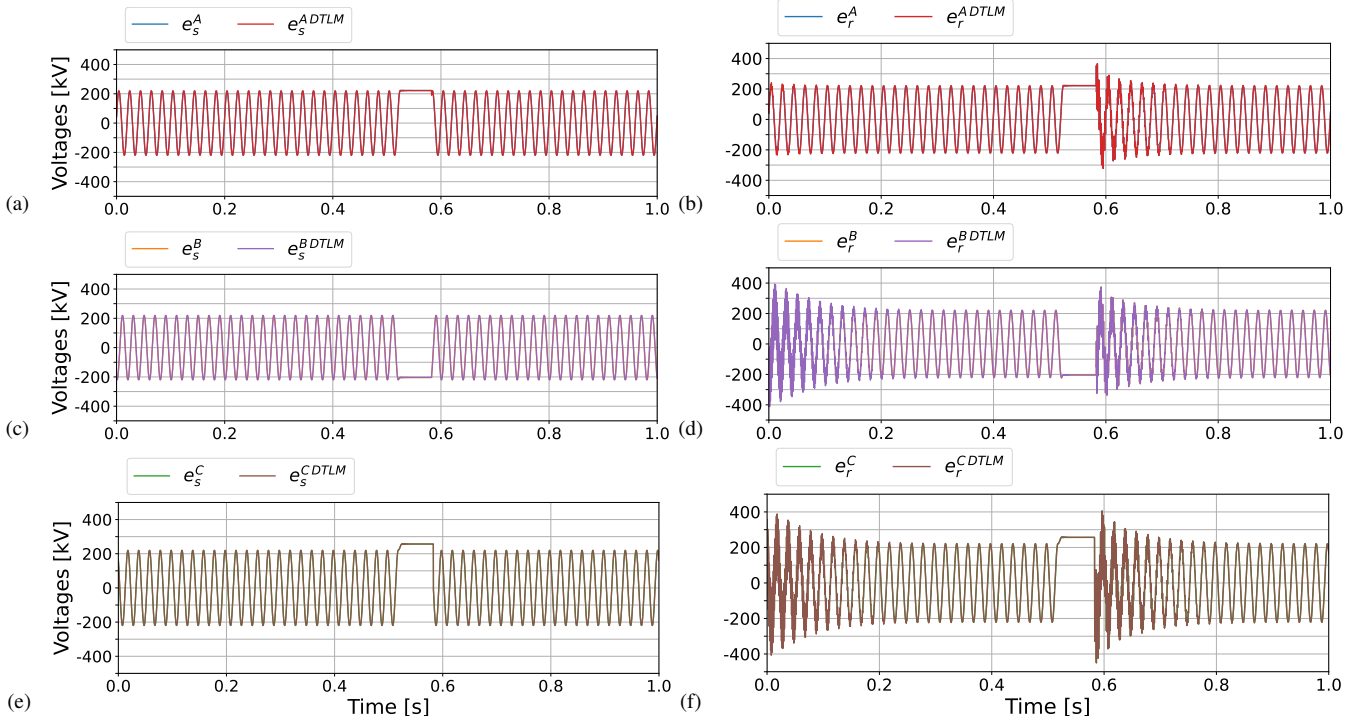 e_s^A e_s^{A DTLM}
400
200
0
-200
-400
Voltages [kV]
0.0 0.2 0.4 0.6 0.8 1.0
(a)
e_r^A e_r^{A DTLM}
400
200
0
-200
-400
0.0 0.2 0.4 0.6 0.8 1.0
(b)
e_s^B e_s^{B DTLM}
400
200
0
-200
-400
Voltages [kV]
0.0 0.2 0.4 0.6 0.8 1.0
(c)
e_r^B e_r^{B DTLM}
400
200
0
-200
-400
0.0 0.2 0.4 0.6 0.8 1.0
(d)
e_s^C e_s^{C DTLM}
400
200
0
-200
-400
Voltages [kV]
0.0 0.2 0.4 0.6 0.8 1.0
Time [s]
(e)
e_r^C e_r^{C DTLM}
400
200
0
-200
-400
0.0 0.2 0.4 0.6 0.8 1.0
Time [s]
(f)